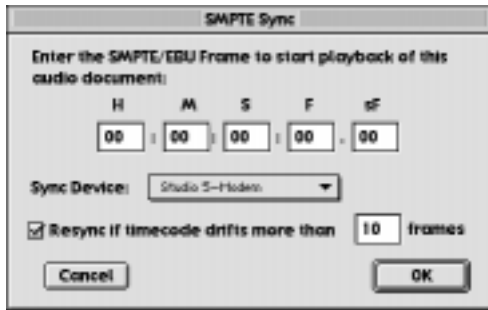 SMPTE Sync
Enter the SMPTE/EBU Frame to start playback of this
audio document:
H M S F sF
00 : 00 : 00 : 00 . 00
Sync Device: Studio 5–Modem
Resync if timecode drifts more than 10 frames
Cancel OK